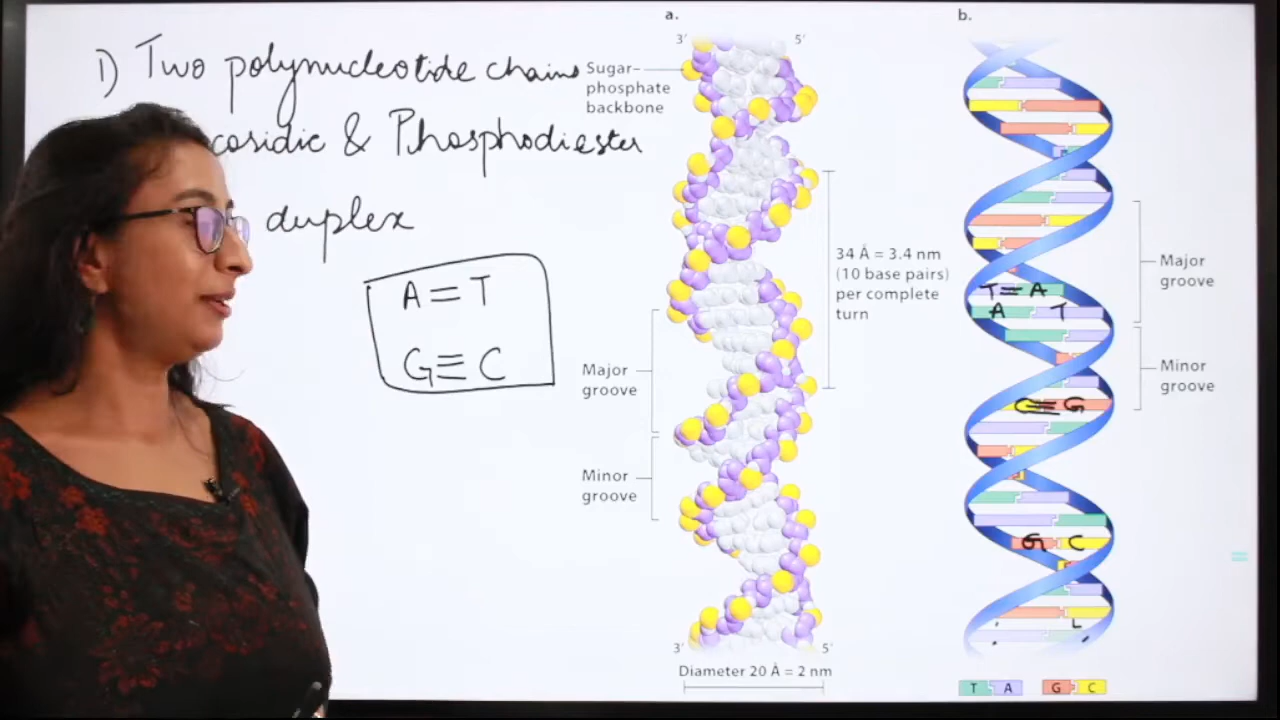 1) Two polynucleotide chains
cosidic & Phosphodiester
duplex
A = T
G ≡ C
a.
3′ 5′
Sugar–
phosphate
backbone
34 Å = 3.4 nm
(10 base pairs)
per complete
turn
Major
groove
Minor
groove
3′ 5′
Diameter 20 Å = 2 nm
b.
Major
groove
Minor
groove
T = A
A T
C ≡ G
G C
T A G C